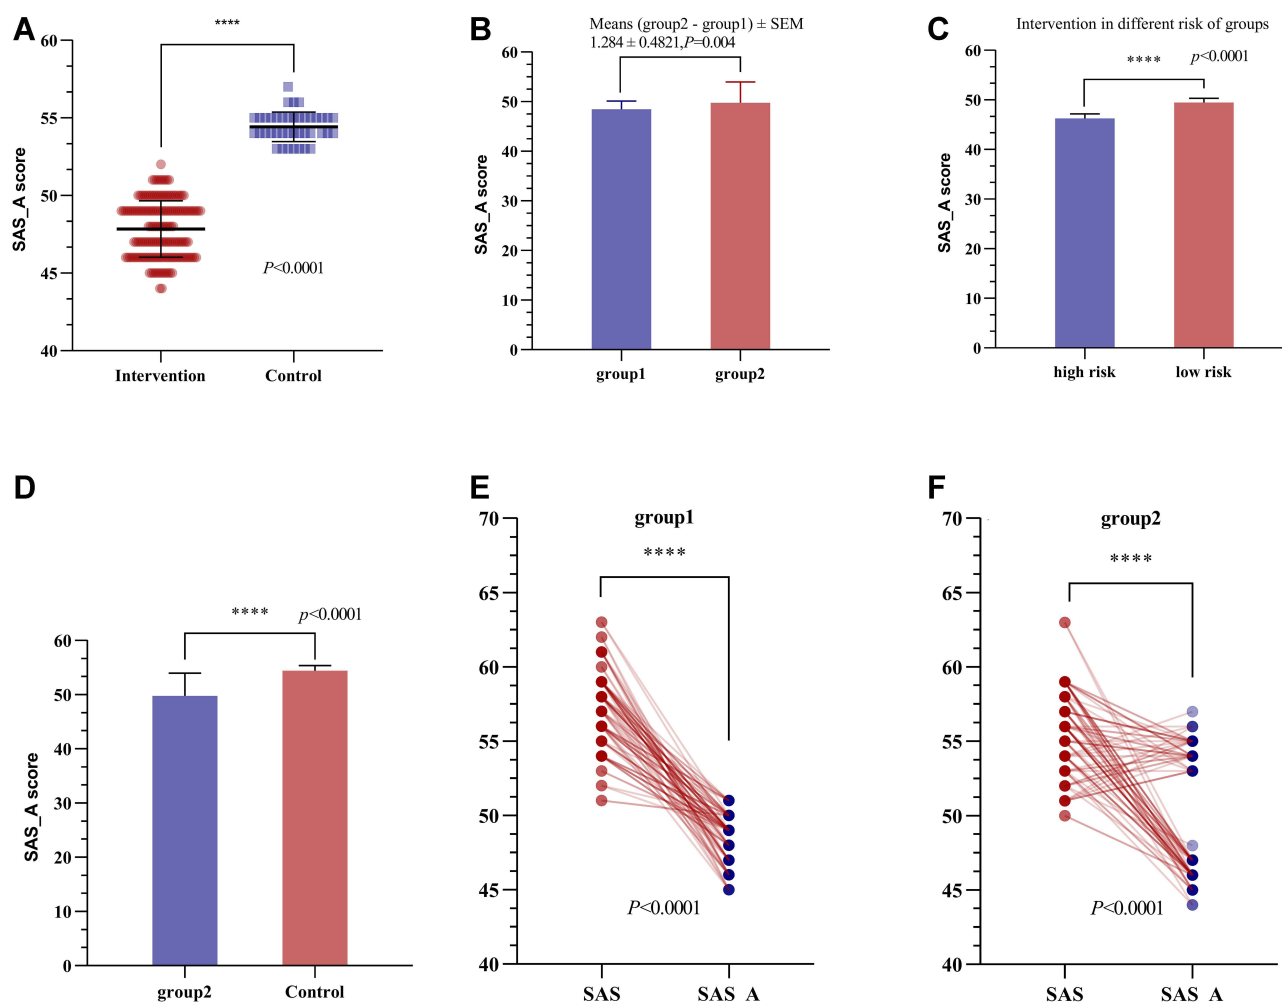 A
****
60
55
50
45
40
SAS_A score
P<0.0001
Intervention
Control
B
Means (group2 - group1) ± SEM
1.284 ± 0.4821,P=0.004
60
50
40
30
20
10
0
SAS_A score
group1
group2
C
Intervention in different risk of groups
****
p<0.0001
60
50
40
30
20
10
0
SAS_A score
high risk
low risk
D
****
p<0.0001
60
50
40
30
20
10
0
SAS_A score
group2
Control
E
group1
****
70
65
60
55
50
45
40
P<0.0001
SAS
SAS_A
F
group2
****
70
65
60
55
50
45
40
P<0.0001
SAS
SAS_A